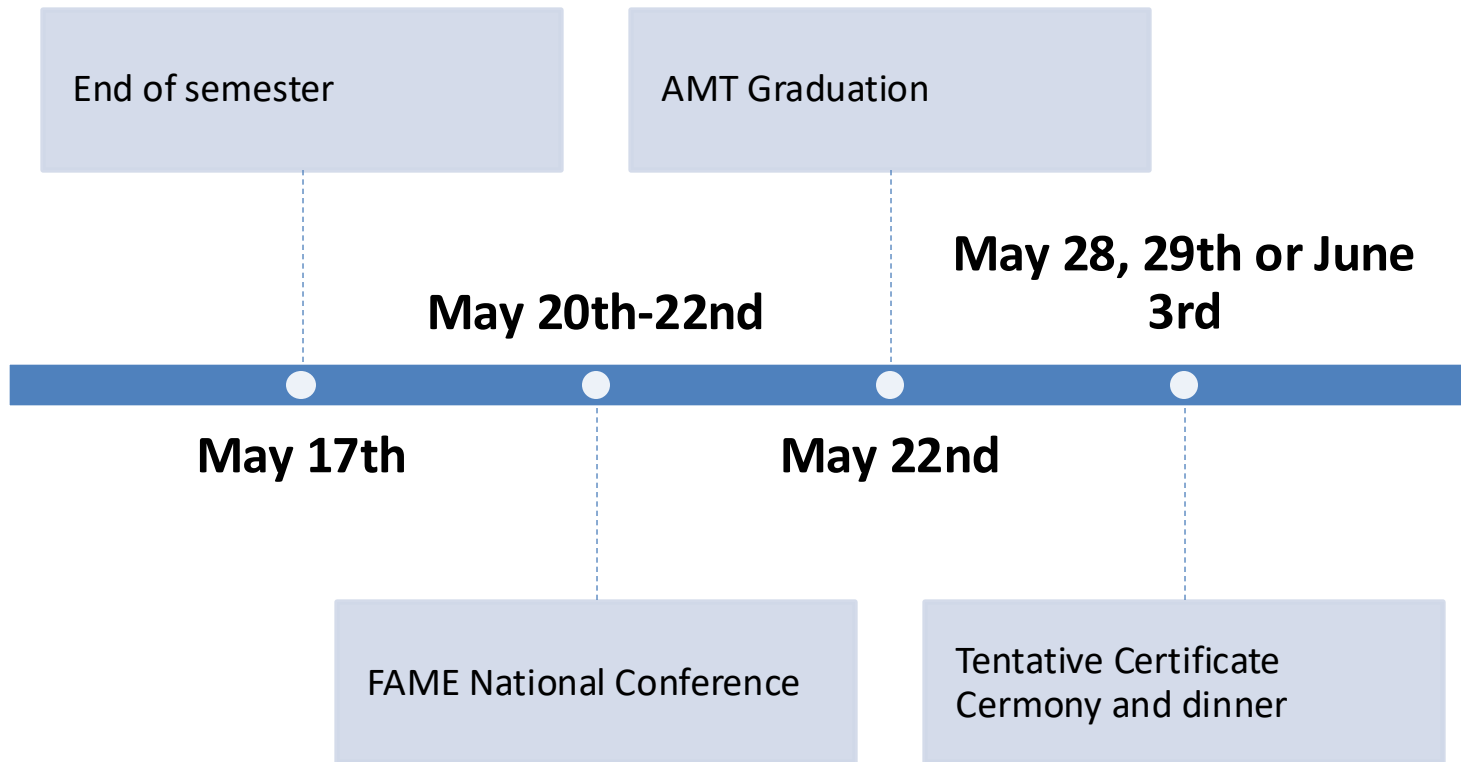 End of semester
AMT Graduation
May 28, 29th or June
3rd
May 20th-22nd
May 17th
May 22nd
FAME National Conference
Tentative Certificate
Cermony and dinner